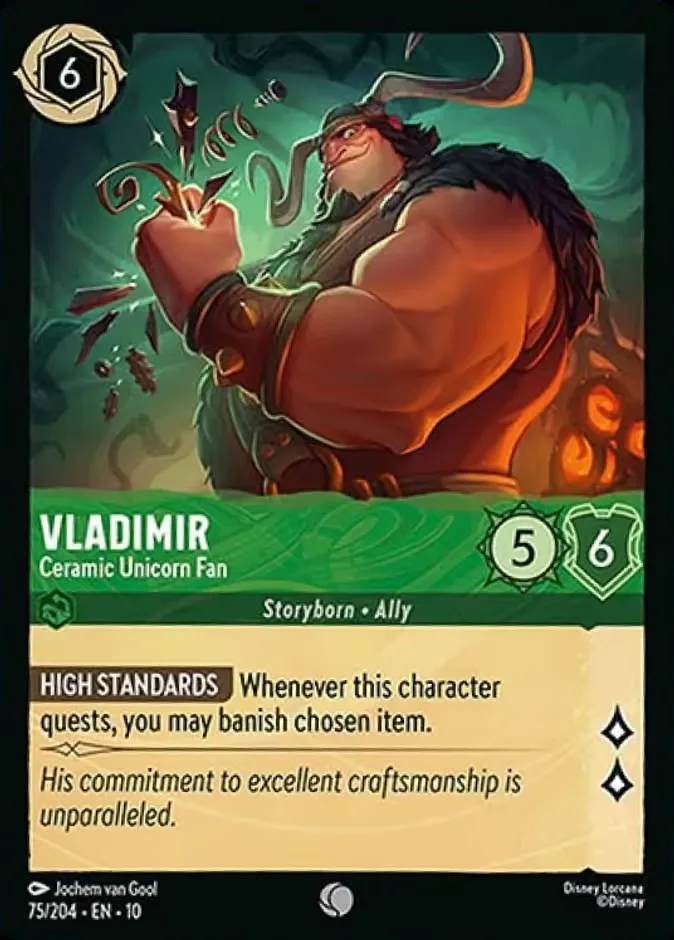 6
VLADIMIR
Ceramic Unicorn Fan
5
6
Storyborn • Ally
HIGH STANDARDS Whenever this character
quests, you may banish chosen item.
His commitment to excellent craftsmanship is
unparalleled.
Jochem van Gool
75/204 • EN • 10
Disney Lorcana
©Disney